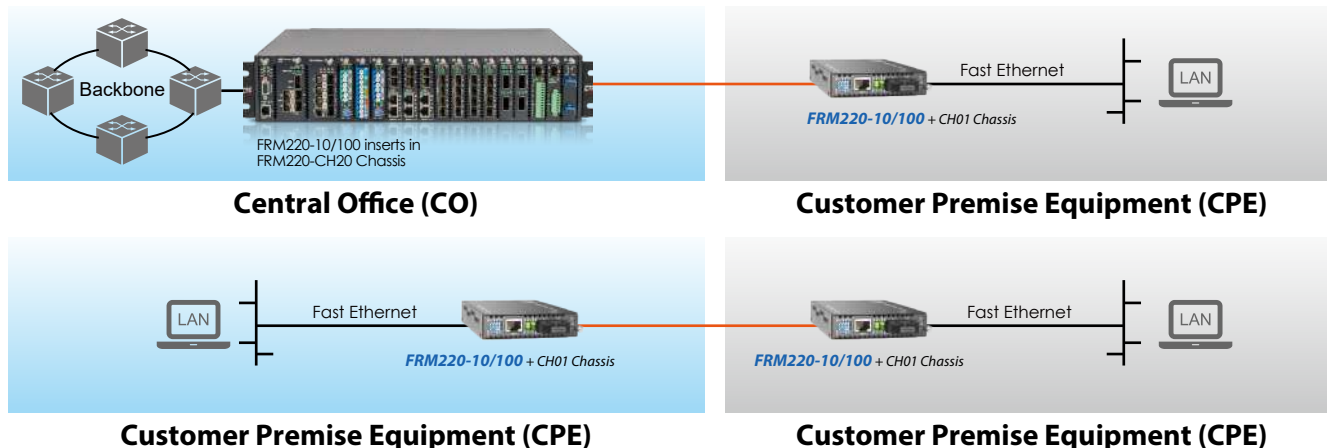 Backbone
FRM220-10/100 inserts in
FRM220-CH20 Chassis
Central Office (CO)
Fast Ethernet
LAN
FRM220-10/100 + CH01 Chassis
Customer Premise Equipment (CPE)
LAN
Fast Ethernet
FRM220-10/100 + CH01 Chassis
Customer Premise Equipment (CPE)
Fast Ethernet
LAN
FRM220-10/100 + CH01 Chassis
Customer Premise Equipment (CPE)